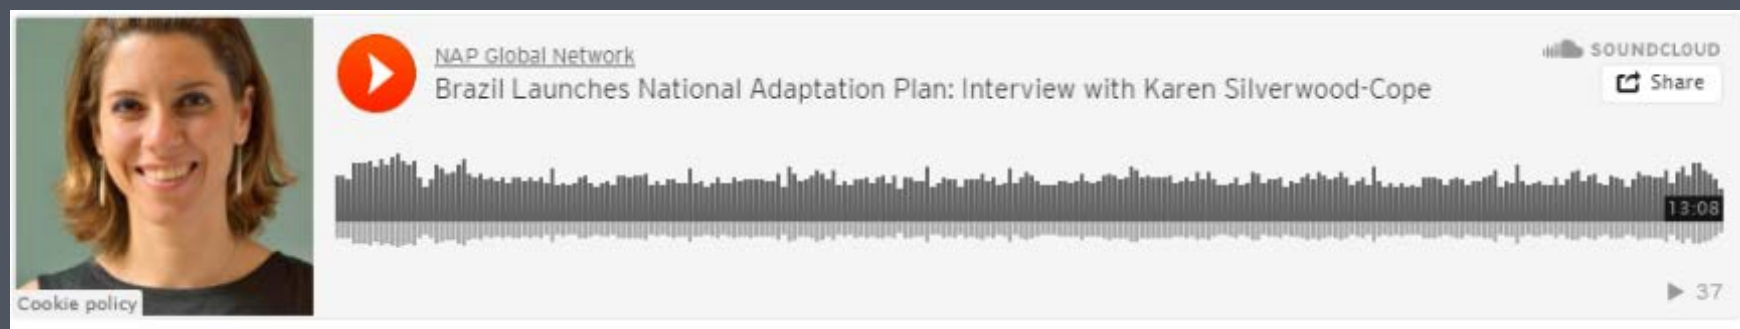 NAP Global Network
SOUNDCLOUD
Brazil Launches National Adaptation Plan: Interview with Karen Silverwood-Cope
Share
13:08
37
Cookie policy